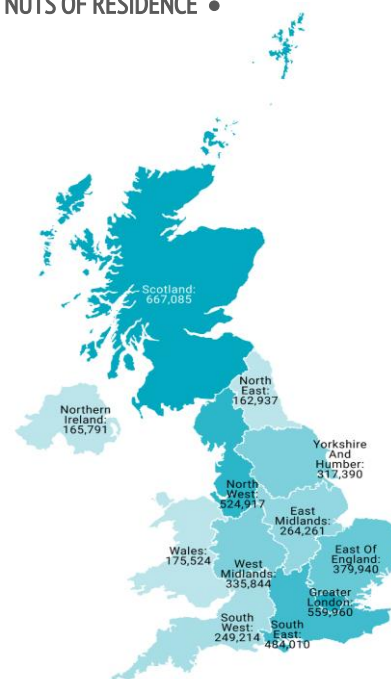 NUTS OF RESIDENCE •
Scotland:
667,085
North
East:
162,937
Northern
Ireland:
165,791
Yorkshire
And
Humber:
317,390
North
West:
524,917
East
Midlands:
264,261
Wales:
175,524
West
Midlands:
335,844
East Of
England:
379,940
Greater
London:
559,960
South
West:
249,214
South
East:
484,010